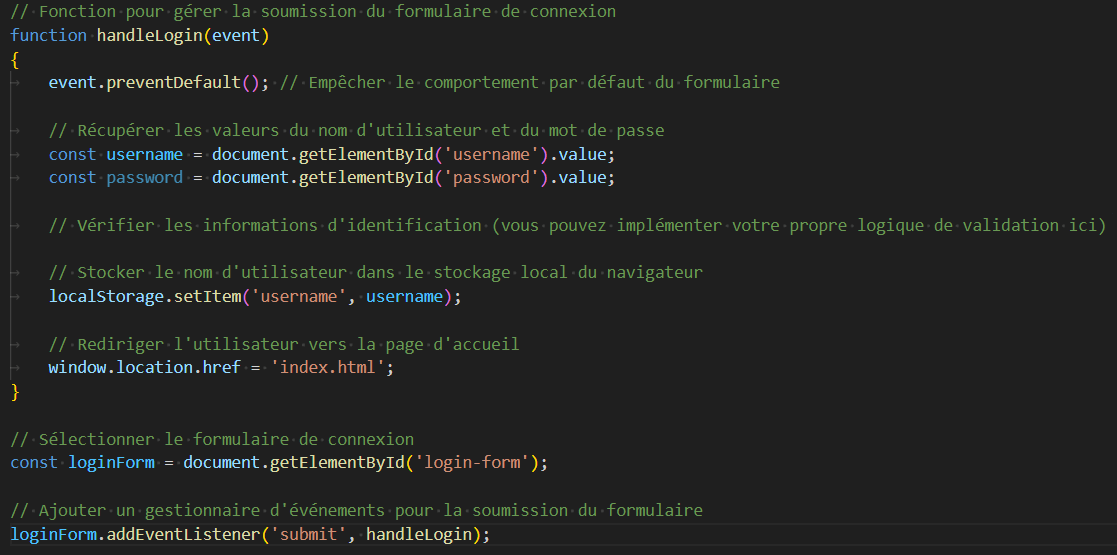 // Fonction pour gérer la soumission du formulaire de connexion
function handleLogin(event)
{
    event.preventDefault(); // Empêcher le comportement par défaut du formulaire

    // Récupérer les valeurs du nom d'utilisateur et du mot de passe
    const username = document.getElementById('username').value;
    const password = document.getElementById('password').value;

    // Vérifier les informations d'identification (vous pouvez implémenter votre propre logique de validation ici)

    // Stocker le nom d'utilisateur dans le stockage local du navigateur
    localStorage.setItem('username', username);

    // Rediriger l'utilisateur vers la page d'accueil
    window.location.href = 'index.html';
}

// Sélectionner le formulaire de connexion
const loginForm = document.getElementById('login-form');

// Ajouter un gestionnaire d'événements pour la soumission du formulaire
loginForm.addEventListener('submit', handleLogin);